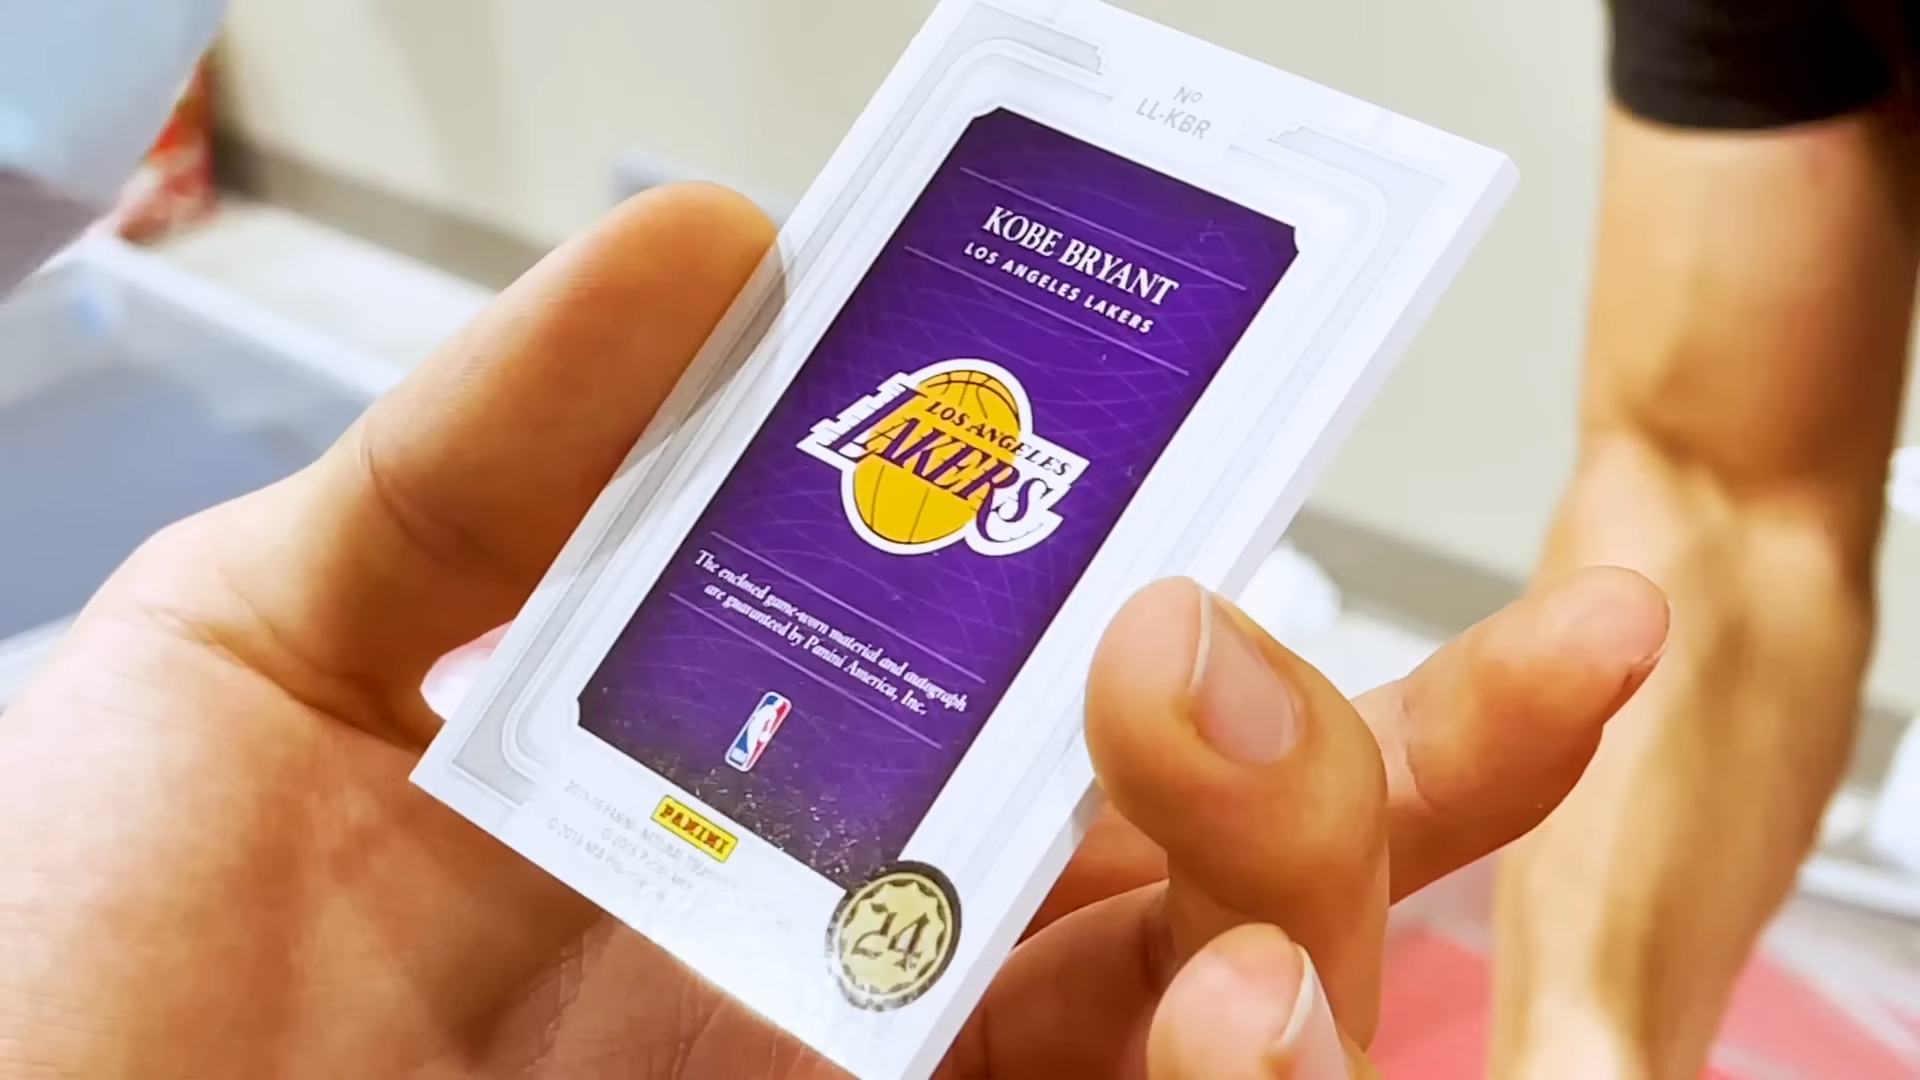 Nº
LL-KBR
KOBE BRYANT
LOS ANGELES LAKERS
LOS ANGELES
LAKERS
The enclosed game-worn material and autograph
are guaranteed by Panini America, Inc.
PANINI
24